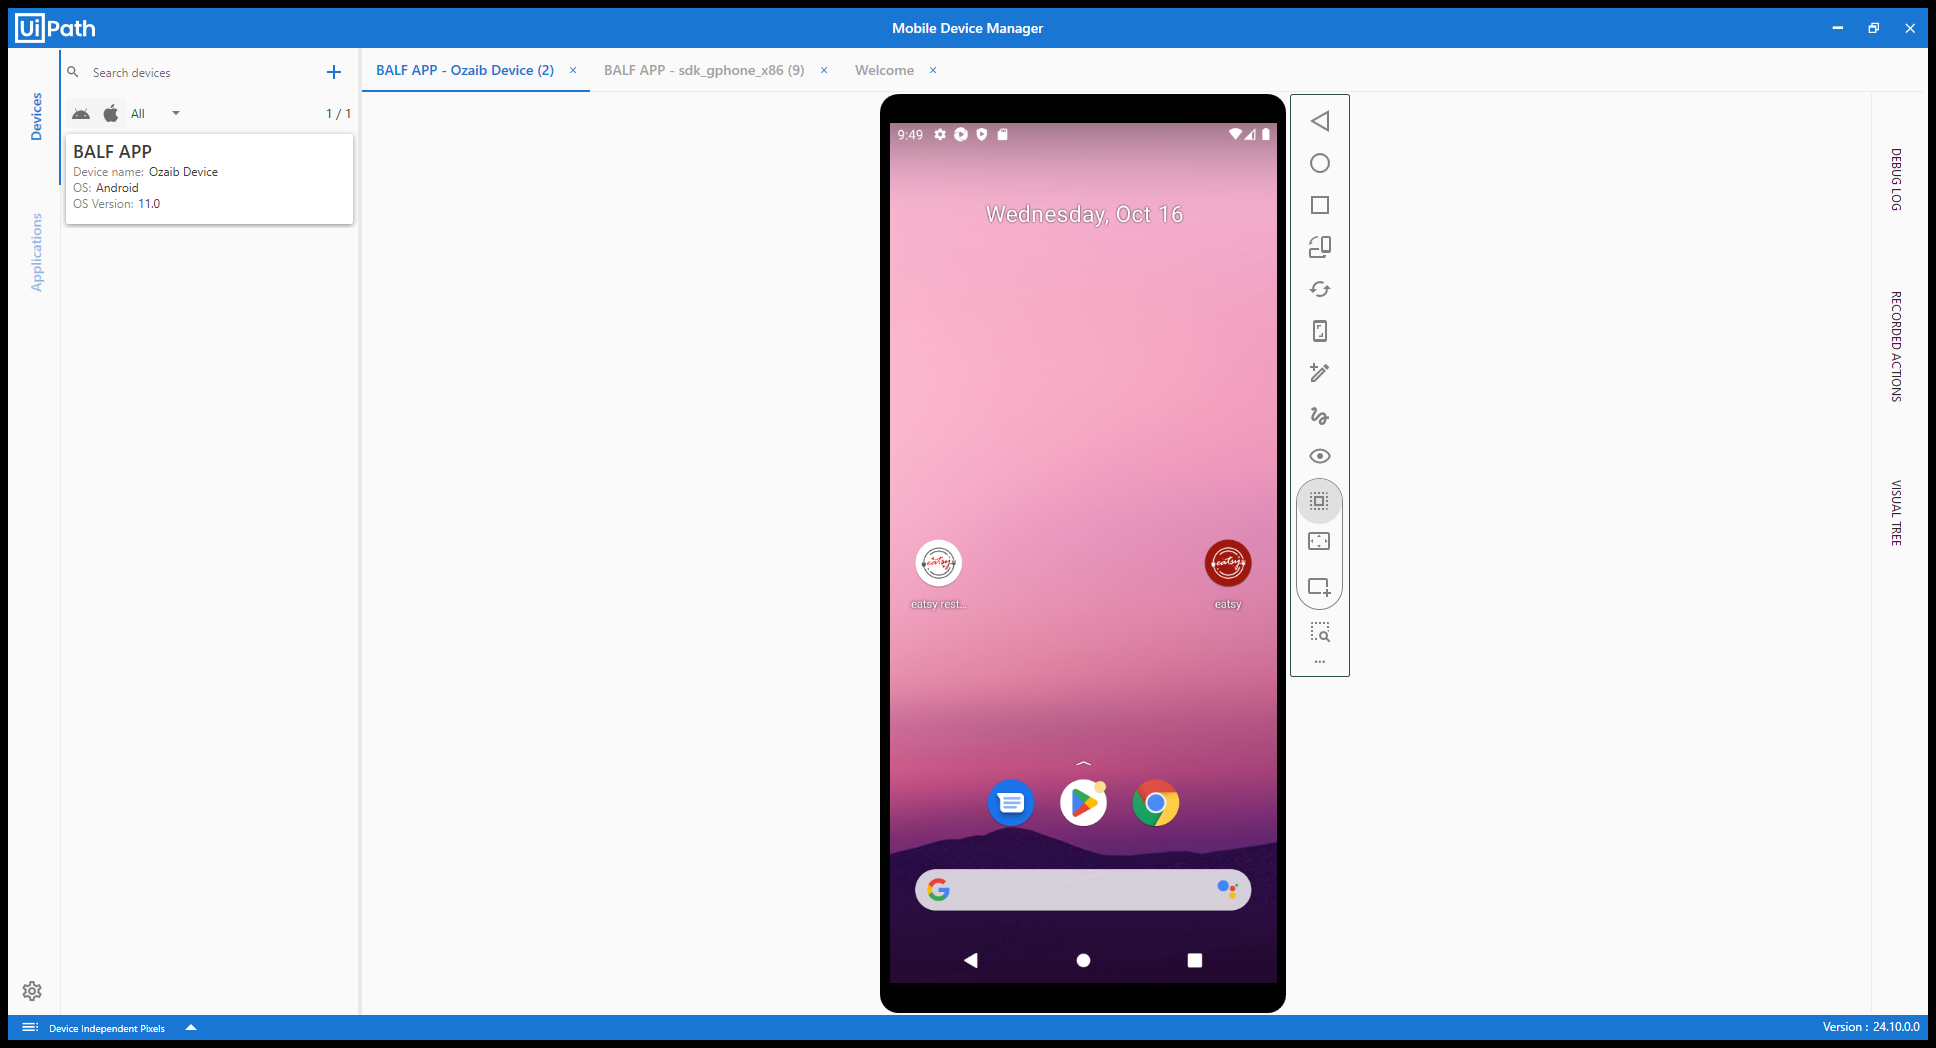 UiPath
Mobile Device Manager
Search devices
BALF APP - Ozaib Device (2)
BALF APP - sdk_gphone_x86 (9)
Welcome
All
1 / 1
Devices
Applications
BALF APP
Device name: Ozaib Device
OS: Android
OS Version: 11.0
9:49
Wednesday, Oct 16
eatsy
eatsy rest...
eatsy
eatsy
DEBUG LOG
RECORDED ACTIONS
VISUAL TREE
Device Independent Pixels
Version : 24.10.0.0